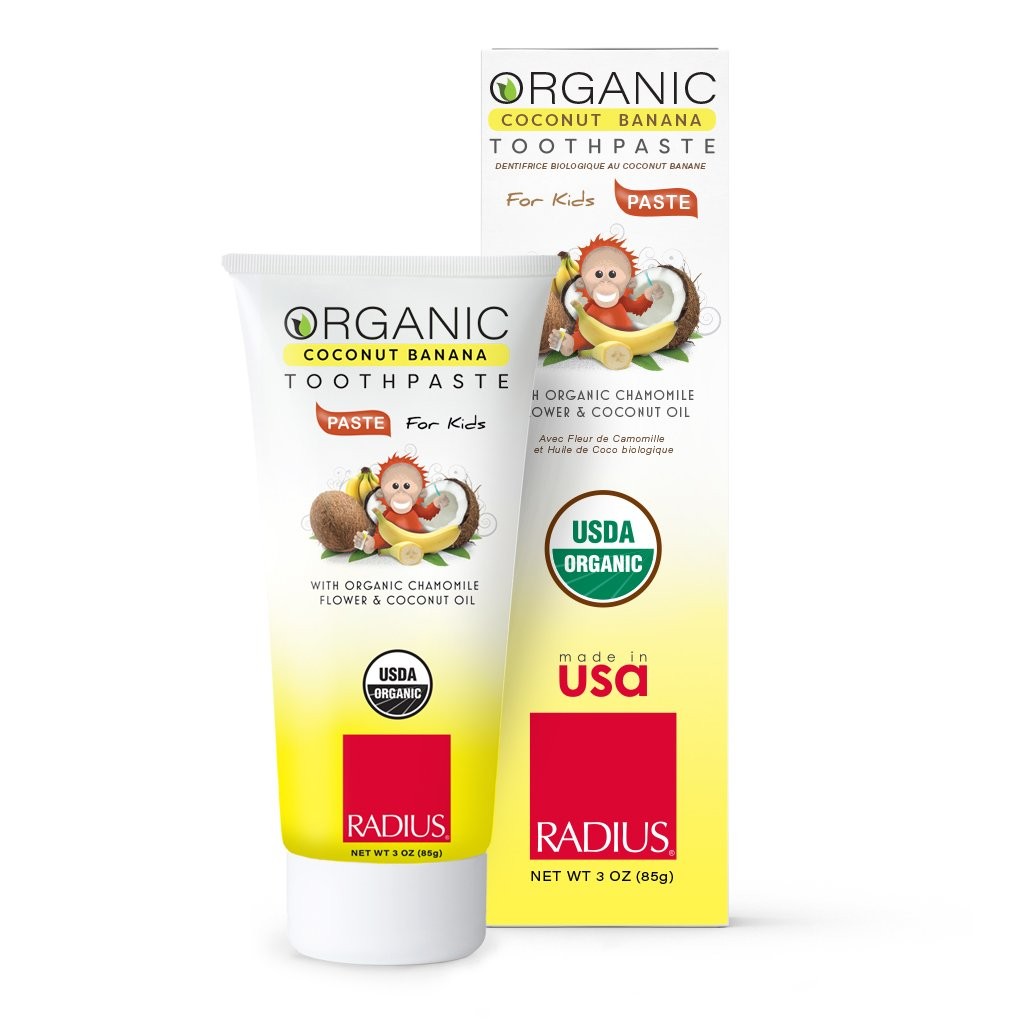 ORGANIC
COCONUT BANANA
TOOTHPASTE
PASTE For Kids
WITH ORGANIC CHAMOMILE
FLOWER & COCONUT OIL
USDA
ORGANIC
RADIUS®
NET WT 3 OZ (85g)
ORGANIC
COCONUT BANANA
TOOTHPASTE
DENTIFRICE BIOLOGIQUE AU COCONUT BANANE
For Kids PASTE
H ORGANIC CHAMOMILE
OWER & COCONUT OIL
Avec Fleur de Camomille
et Huile de Coco biologique
USDA
ORGANIC
made in
usa
RADIUS®
NET WT 3 OZ (85g)